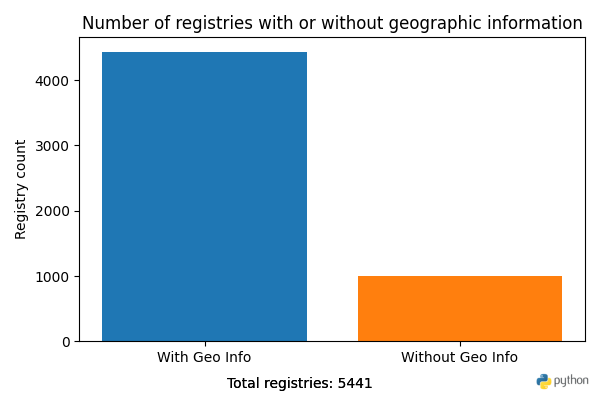 Number of registries with or without geographic information
Registry count
4000
3000
2000
1000
0
With Geo Info
Without Geo Info
Total registries: 5441
python